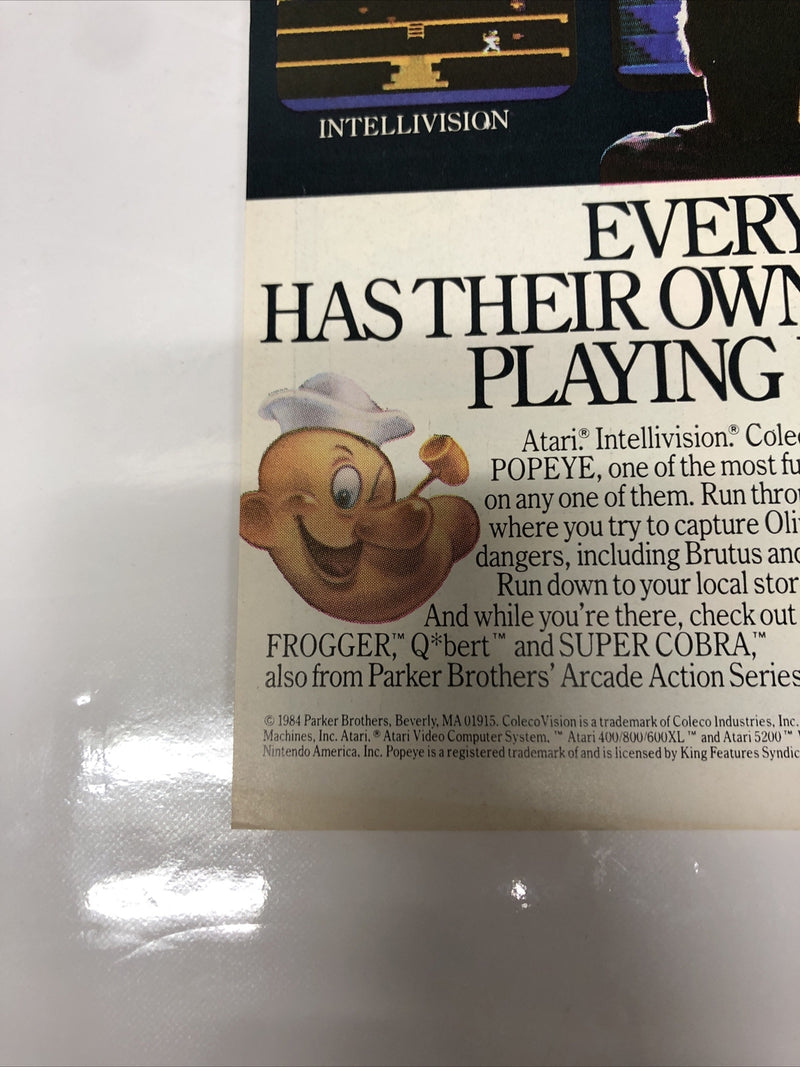 INTELLIVISION
EVERY
HAS THEIR OWN
PLAYING
Atari.® Intellivision.® Cole
POPEYE, one of the most fu
on any one of them. Run thro
where you try to capture Oli
dangers, including Brutus and
Run down to your local stor
And while you're there, check out
FROGGER,™ Q*bert™ and SUPER COBRA,™
also from Parker Brothers' Arcade Action Series
© 1984 Parker Brothers, Beverly, MA 01915. ColecoVision is a trademark of Coleco Industries, Inc.
Machines, Inc. Atari, ® Atari Video Computer System, ™ Atari 400/800/600XL ™ and Atari 5200 ™
Nintendo America, Inc. Popeye is a registered trademark of and is licensed by King Features Syndic